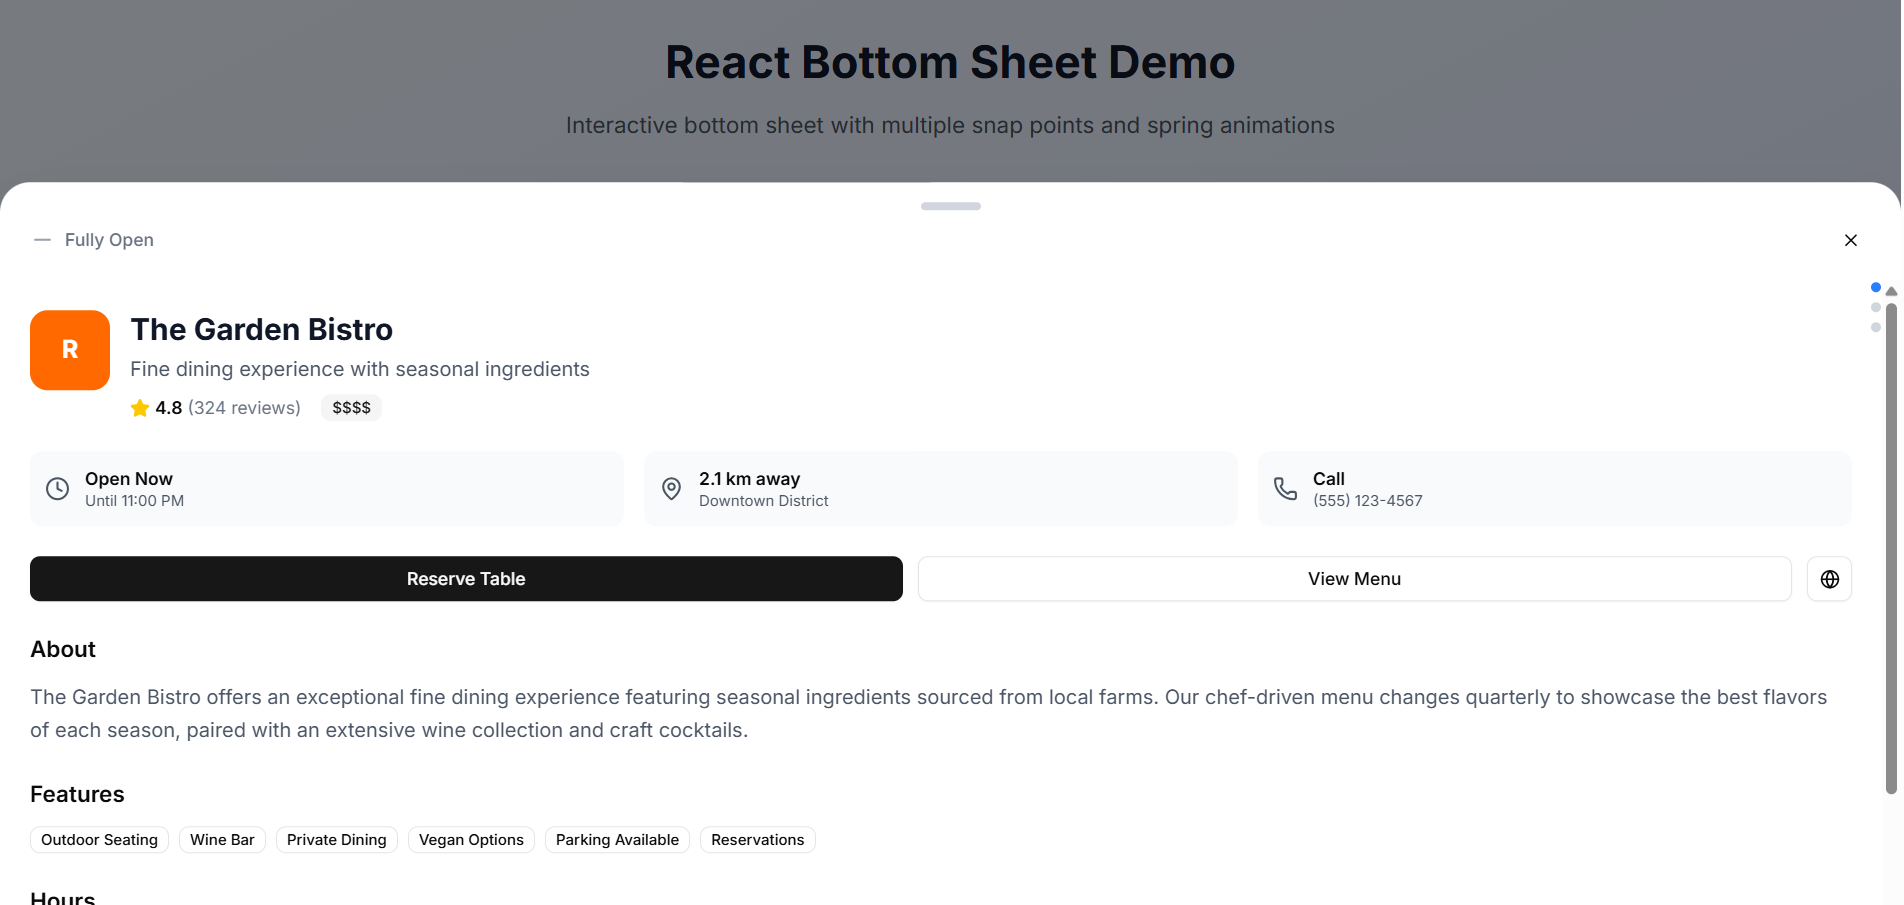 React Bottom Sheet Demo
Interactive bottom sheet with multiple snap points and spring animations
Fully Open
R
The Garden Bistro
Fine dining experience with seasonal ingredients
4.8 (324 reviews) $$$$
Open Now
Until 11:00 PM
2.1 km away
Downtown District
Call
(555) 123-4567
Reserve Table
View Menu
About
The Garden Bistro offers an exceptional fine dining experience featuring seasonal ingredients sourced from local farms. Our chef-driven menu changes quarterly to showcase the best flavors
of each season, paired with an extensive wine collection and craft cocktails.
Features
Outdoor Seating Wine Bar Private Dining Vegan Options Parking Available Reservations
Hours